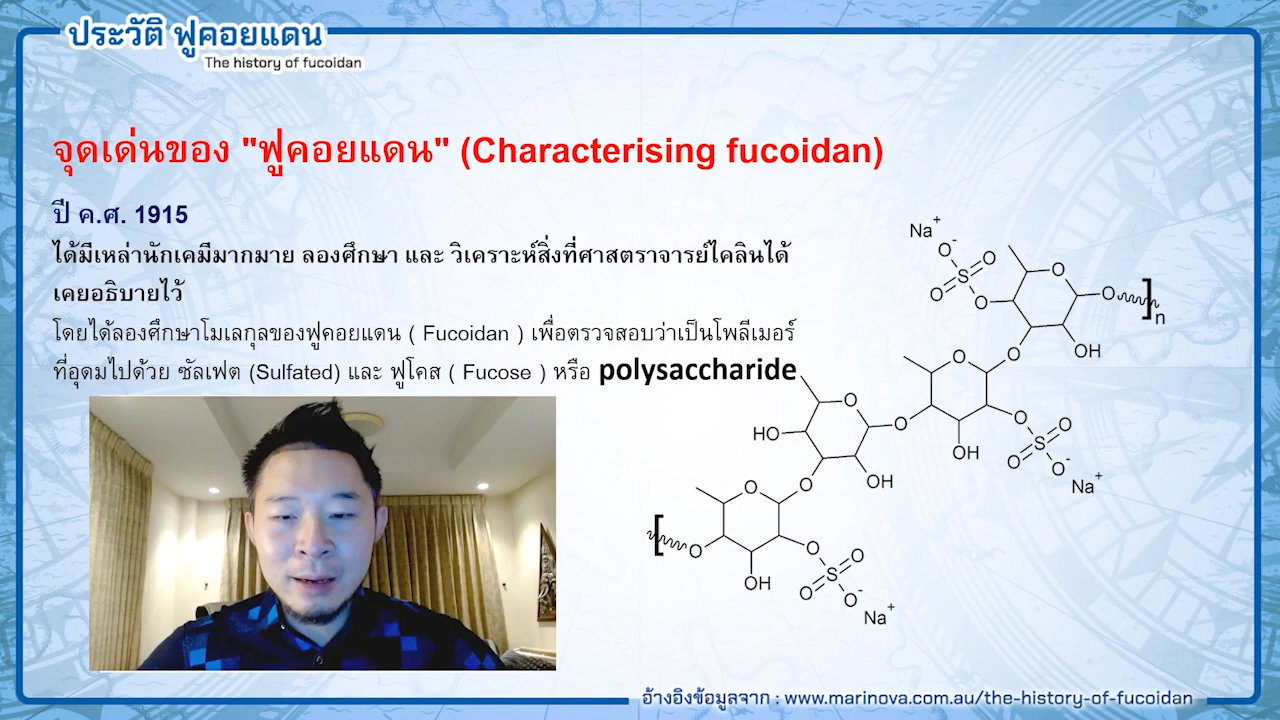 ประวัติ ฟูคอยแดน
The history of fucoidan
จุดเด่นของ "ฟูคอยแดน" (Characterising fucoidan)
ปี ค.ศ. 1915
ได้มีเหล่านักเคมีมากมาย ลองศึกษา และ วิเคราะห์สิ่งที่ศาสตราจารย์ไคลินได้
เคยอธิบายไว้
โดยได้ลองศึกษาโมเลกุลของฟูคอยแดน ( Fucoidan ) เพื่อตรวจสอบว่าเป็นโพลีเมอร์
ที่อุดมไปด้วย ซัลเฟต (Sulfated) และ ฟูโคส ( Fucose ) หรือ polysaccharide
Na+
O-
O
S
O
O
O
O
n
OH
O
O
O
HO
O
OH
O
O
S
O
O-
Na+
OH
O
O
O
OH
O
O
S
O
O-
Na+
อ้างอิงข้อมูลจาก : www.marinova.com.au/the-history-of-fucoidan